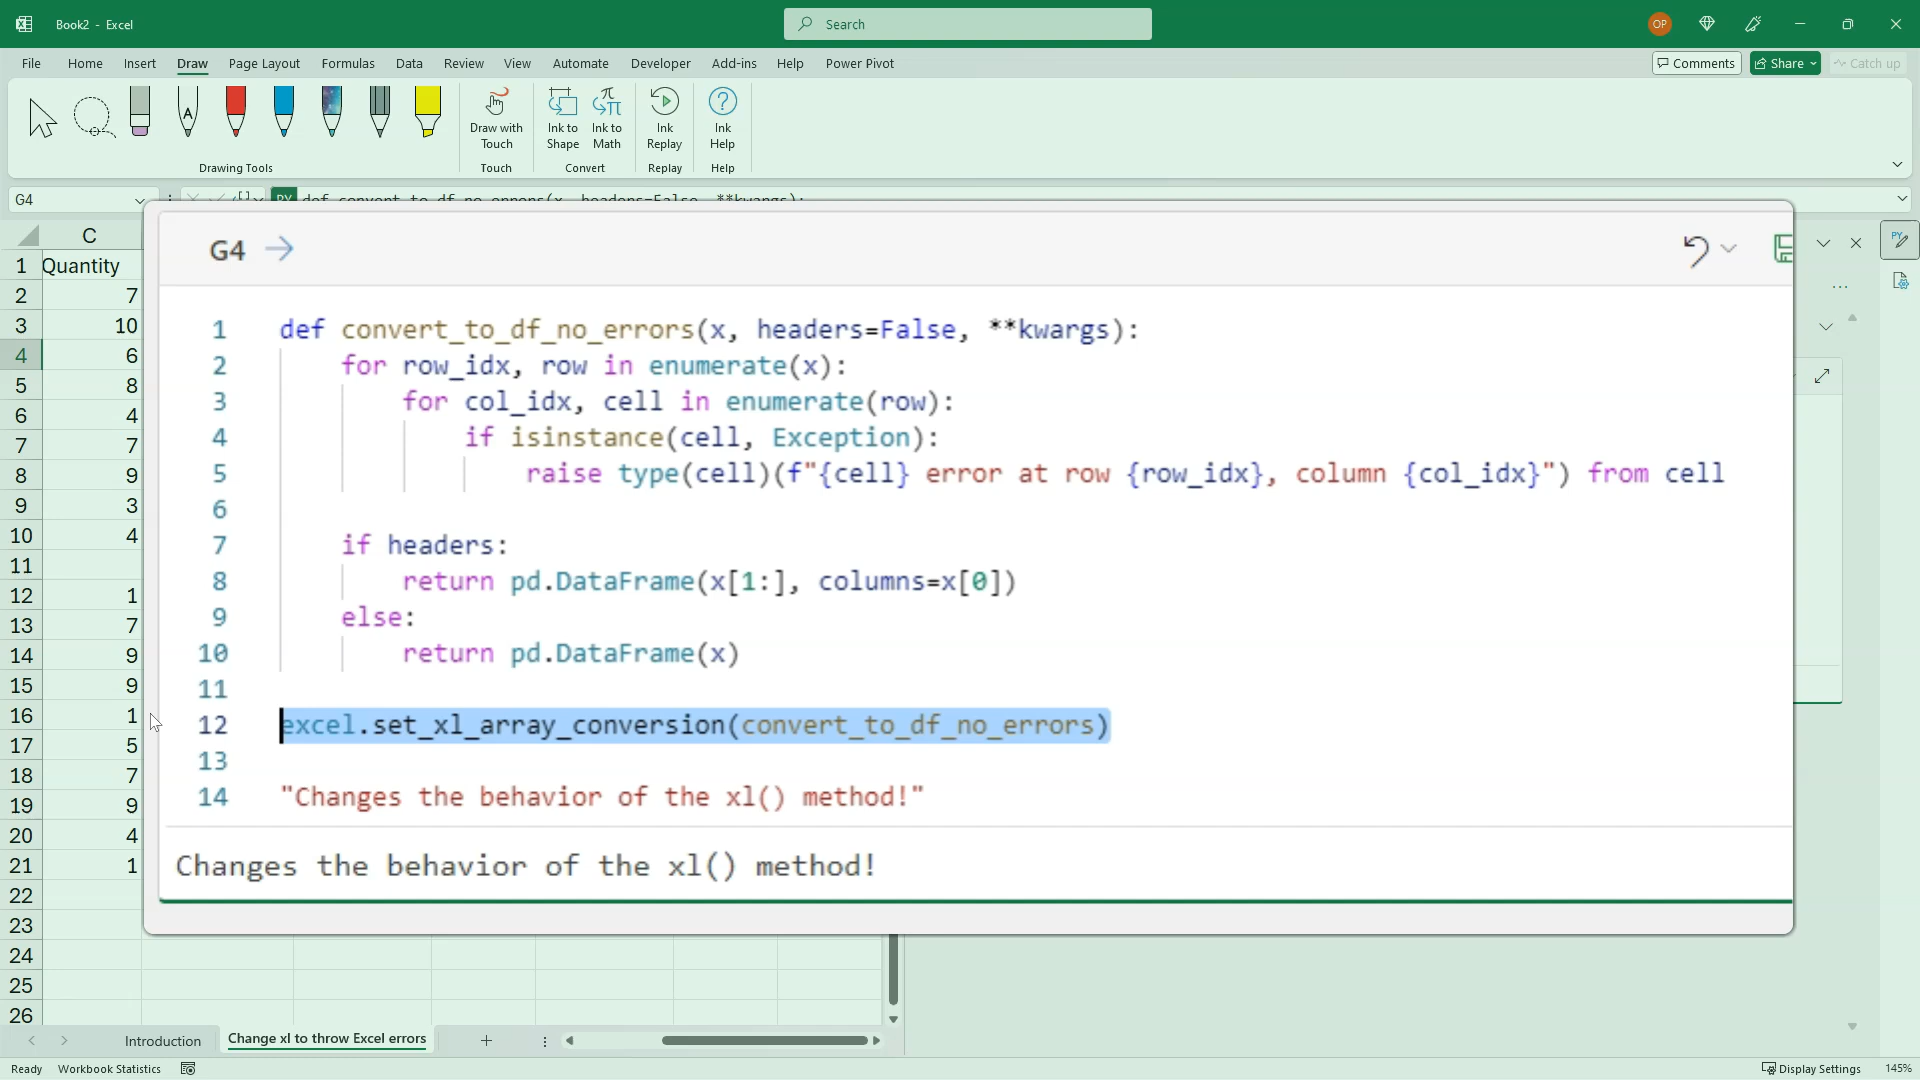 Book2 - Excel
Search
OP
File Home Insert Draw Page Layout Formulas Data Review View Automate Developer Add-ins Help Power Pivot
Comments Share Catch up
A
Draw with Touch
Ink to Shape
Ink to Math
Ink Replay
Ink Help
Drawing Tools Touch Convert Replay Help
G4
PY def convert_to_df_no_errors(x, headers=False, **kwargs):
C
1 Quantity
2 7
3 10
4 6
5 8
6 4
7 7
8 9
9 3
10 4
11
12 1
13 7
14 9
15 9
16 1
17 5
18 7
19 9
20 4
21 1
22
23
24
25
26
G4
1 def convert_to_df_no_errors(x, headers=False, **kwargs):
2 for row_idx, row in enumerate(x):
3 for col_idx, cell in enumerate(row):
4 if isinstance(cell, Exception):
5 raise type(cell)(f"{cell} error at row {row_idx}, column {col_idx}") from cell
6
7 if headers:
8 return pd.DataFrame(x[1:], columns=x[0])
9 else:
10 return pd.DataFrame(x)
11
12 excel.set_xl_array_conversion(convert_to_df_no_errors)
13
14 "Changes the behavior of the xl() method!"
Changes the behavior of the xl() method!
PY
Introduction Change xl to throw Excel errors
Ready Workbook Statistics Display Settings 145%